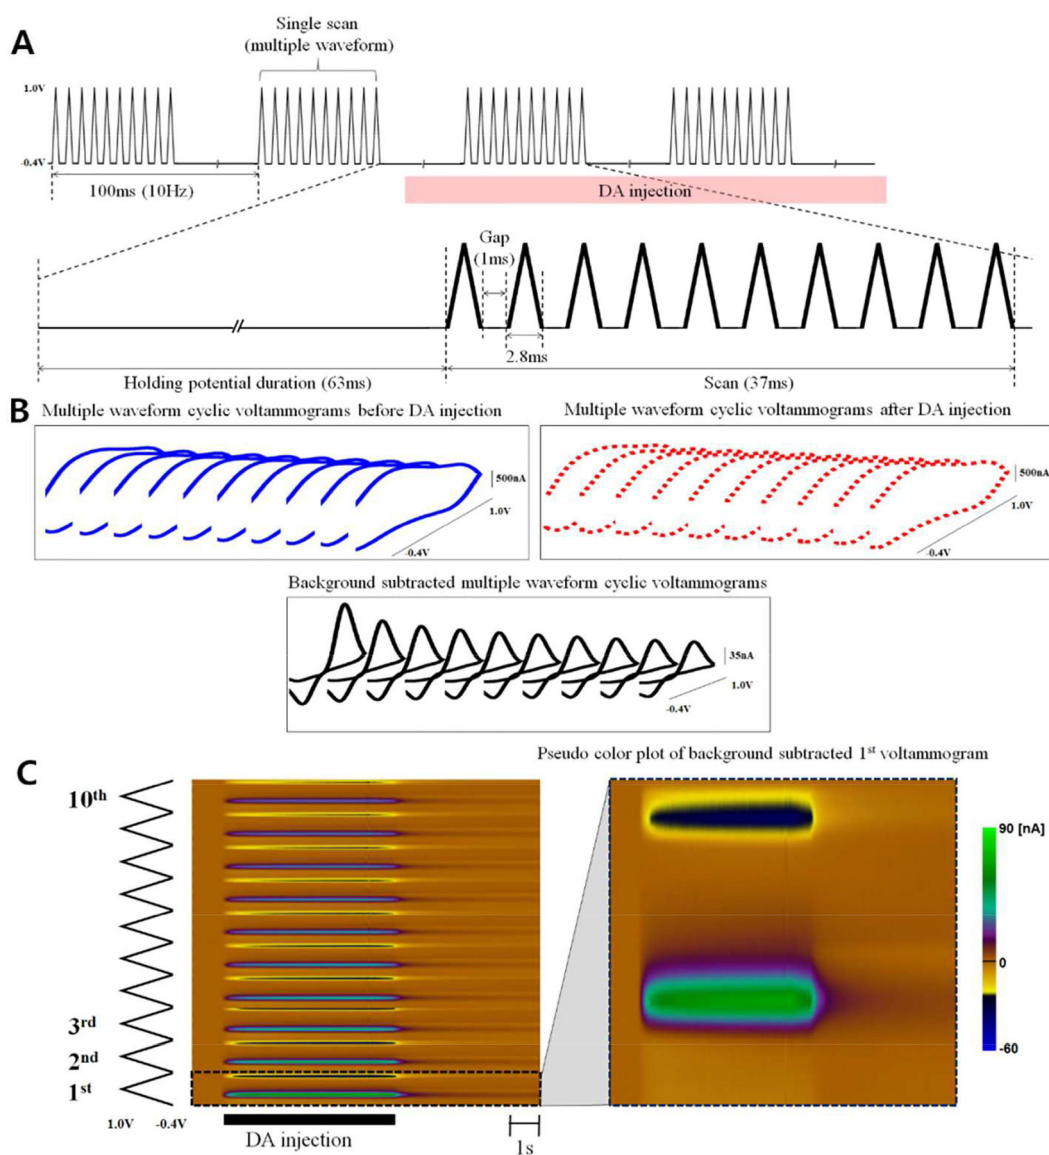 A
Single scan
(multiple waveform)
1.0V
-0.4V
100ms (10Hz)
DA injection
Gap
(1ms)
2.8ms
Holding potential duration (63ms)
Scan (37ms)
B
Multiple waveform cyclic voltammograms before DA injection
500nA
1.0V
-0.4V
Multiple waveform cyclic voltammograms after DA injection
500nA
1.0V
-0.4V
Background subtracted multiple waveform cyclic voltammograms
35nA
1.0V
-0.4V
Pseudo color plot of background subtracted 1st voltammogram
C
10th
3rd
2nd
1st
1.0V -0.4V
DA injection
1s
90 [nA]
0
-60